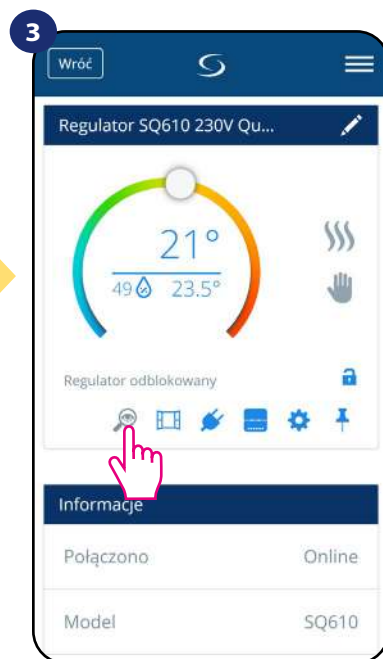 3
Wróć
Regulator SQ610 230V Qu...
21°
49 23.5°
Regulator odblokowany
Informacje
Połączono Online
Model SQ610